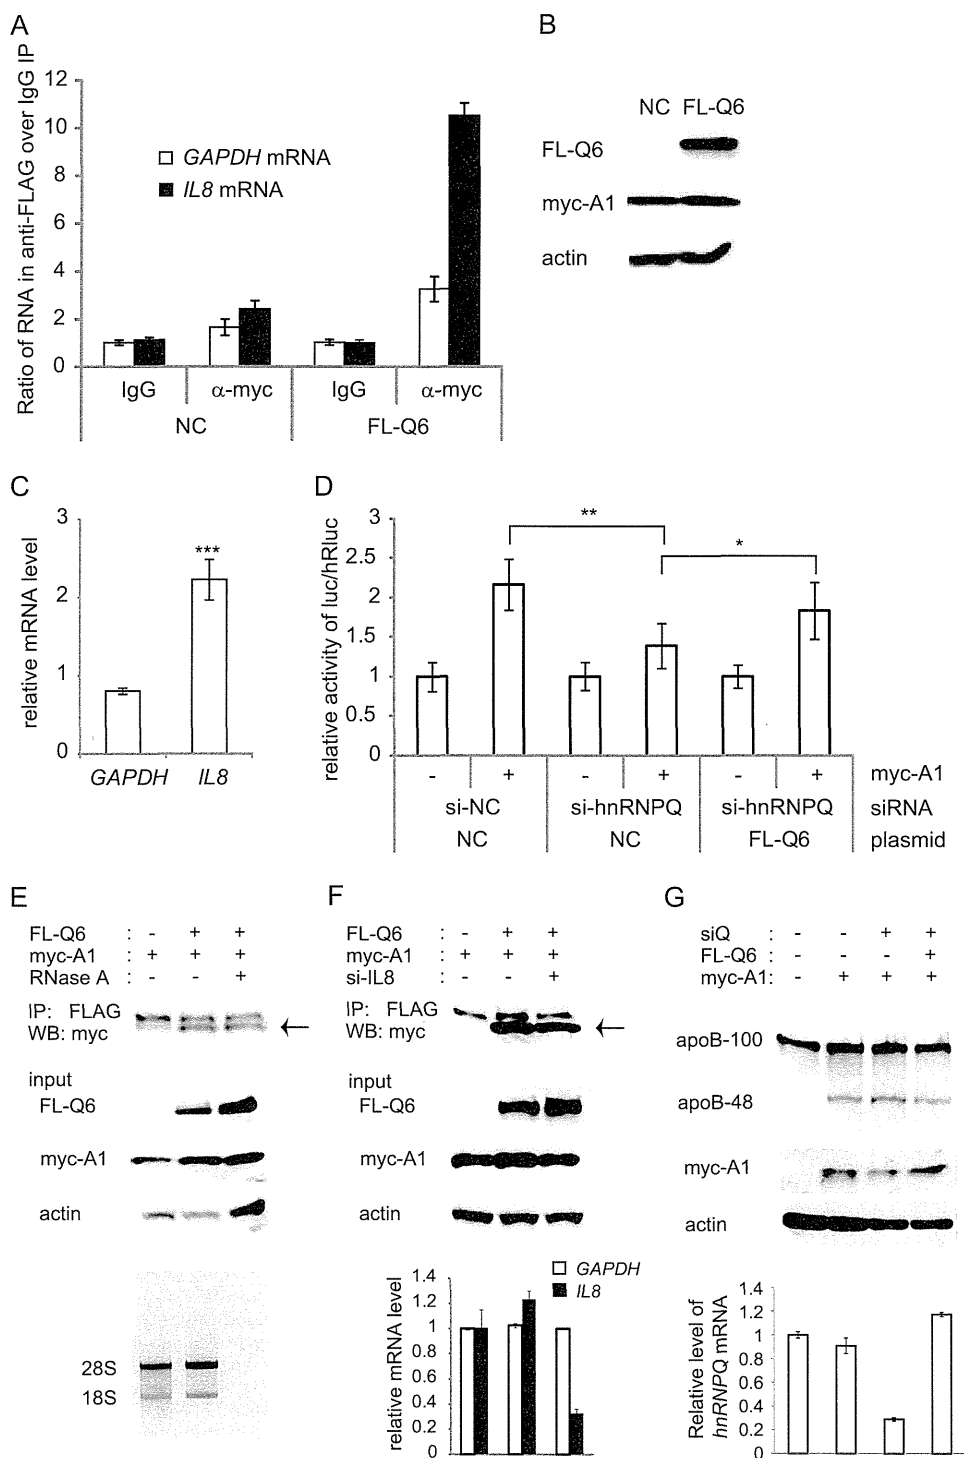 A
Ratio of RNA in anti-FLAG over IgG IP
12
10
8
6
4
2
0
GAPDH mRNA
IL8 mRNA
IgG α-myc IgG α-myc
NC FL-Q6
B
NC FL-Q6
FL-Q6
myc-A1
actin
C
relative mRNA level
3
2
1
0
***
GAPDH IL8
D
relative activity of luc/hRluc
3
2.5
2
1.5
1
0.5
0
**
*
- + - + - + myc-A1
si-NC si-hnRNPQ si-hnRNPQ siRNA
NC NC FL-Q6 plasmid
E
FL-Q6 : - + +
myc-A1 : + + +
RNase A : - - +
IP: FLAG
WB: myc
input
FL-Q6
myc-A1
actin
28S
18S
F
FL-Q6 : - + +
myc-A1 : + + +
si-IL8 : - - +
IP: FLAG
WB: myc
input
FL-Q6
myc-A1
actin
GAPDH
IL8
relative mRNA level
1.4
1.2
1
0.8
0.6
0.4
0.2
0
G
siQ : - - + +
FL-Q6 : - - - +
myc-A1: - + + +
apoB-100
apoB-48
myc-A1
actin
Relative level of
hnRNPQ mRNA
1.4
1.2
1
0.8
0.6
0.4
0.2
0